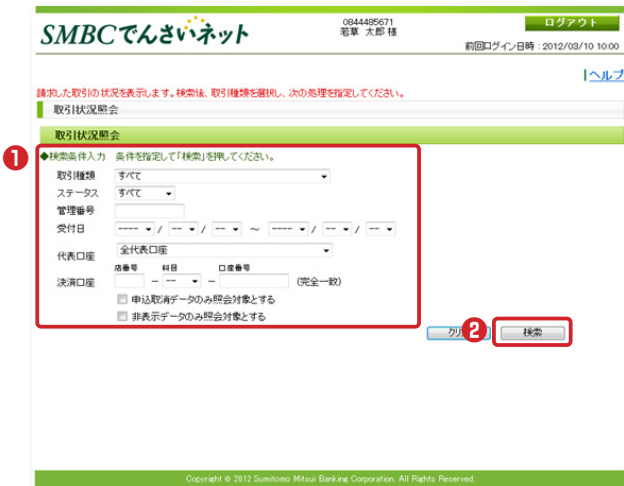 SMBCでんさいネット
0844485671
若草 太郎 様
ログアウト
前回ログイン日時：2012/03/10 10:00
ヘルプ
請求した取引の状況を表示します。検索後、取引種類を選択し、次の処理を指定してください。
取引状況照会
取引状況照会
1
◆検索条件入力 条件を指定して「検索」を押してください。
取引種類 すべて
ステータス すべて
管理番号
受付日 ---- / -- / -- ～ ---- / -- / --
代表口座 全代表口座
店番号 科目 口座番号
決済口座 － -- － (完全一致)
申込取消データのみ照会対象とする
非表示データのみ照会対象とする
2 検索
Copyright © 2012 Sumitomo Mitsui Banking Corporation. All Rights Reserved.